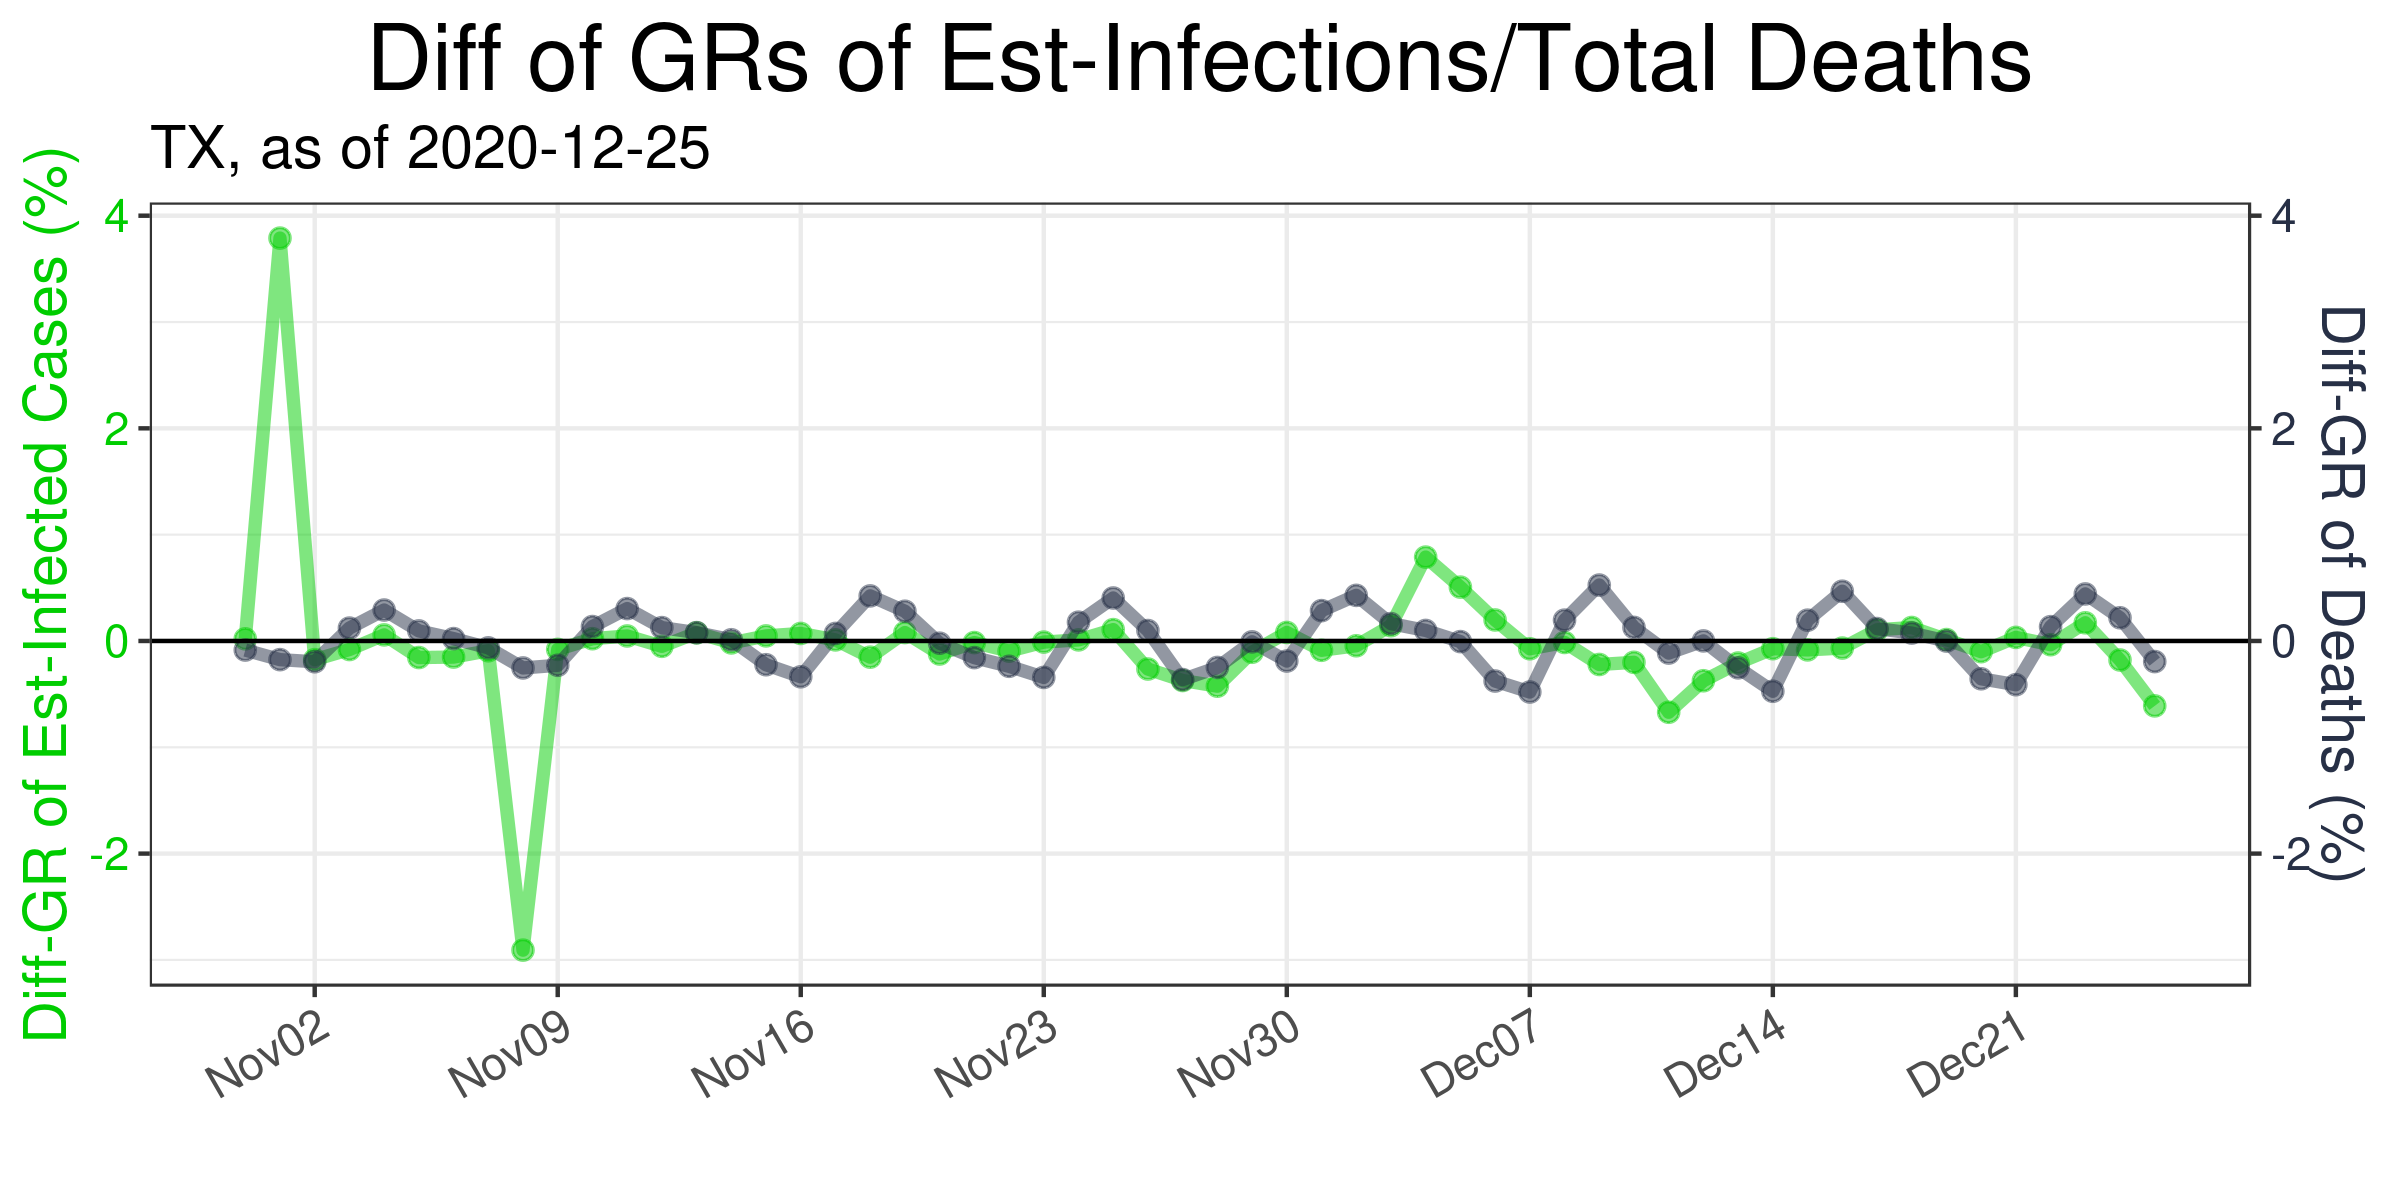 Diff of GRs of Est-Infections/Total Deaths
TX, as of 2020-12-25
Diff-GR of Est-Infected Cases (%)
4
2
0
-2
4
2
0
-2
Diff-GR of Deaths (%)
Nov02
Nov09
Nov16
Nov23
Nov30
Dec07
Dec14
Dec21